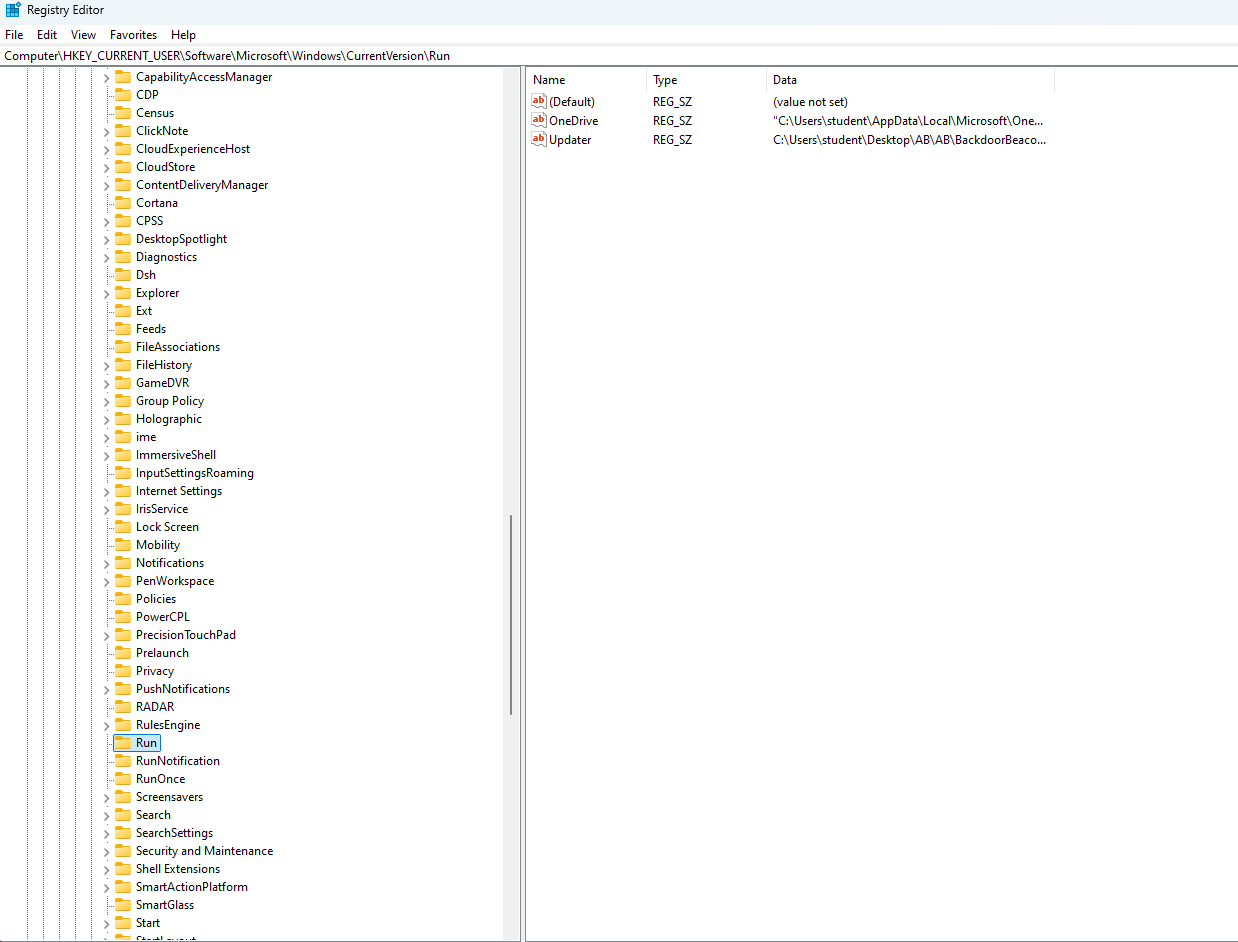 Registry Editor
File Edit View Favorites Help
Computer\HKEY_CURRENT_USER\Software\Microsoft\Windows\CurrentVersion\Run
CapabilityAccessManager
CDP
Census
ClickNote
CloudExperienceHost
CloudStore
ContentDeliveryManager
Cortana
CPSS
DesktopSpotlight
Diagnostics
Dsh
Explorer
Ext
Feeds
FileAssociations
FileHistory
GameDVR
Group Policy
Holographic
ime
ImmersiveShell
InputSettingsRoaming
Internet Settings
IrisService
Lock Screen
Mobility
Notifications
PenWorkspace
Policies
PowerCPL
PrecisionTouchPad
Prelaunch
Privacy
PushNotifications
RADAR
RulesEngine
Run
RunNotification
RunOnce
Screensavers
Search
SearchSettings
Security and Maintenance
Shell Extensions
SmartActionPlatform
SmartGlass
Start
StartLayout
Name Type Data
ab (Default) REG_SZ (value not set)
ab OneDrive REG_SZ "C:\Users\student\AppData\Local\Microsoft\One...
ab Updater REG_SZ C:\Users\student\Desktop\AB\AB\BackdoorBeaco...